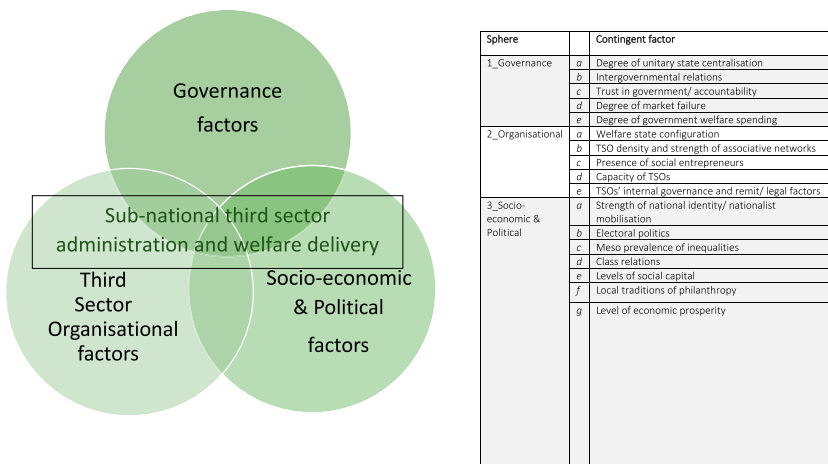 Governance
factors
Sub-national third sector
administration and welfare delivery
Third
Sector
Organisational
factors
Socio-economic
& Political
factors
Sphere Contingent factor
1_Governance a Degree of unitary state centralisation
b Intergovernmental relations
c Trust in government/ accountability
d Degree of market failure
e Degree of government welfare spending
2_Organisational a Welfare state configuration
b TSO density and strength of associative networks
c Presence of social entrepreneurs
d Capacity of TSOs
e TSOs' internal governance and remit/ legal factors
3_Socio-
economic &
Political
a Strength of national identity/ nationalist
mobilisation
b Electoral politics
c Meso prevalence of inequalities
d Class relations
e Levels of social capital
f Local traditions of philanthropy
g Level of economic prosperity